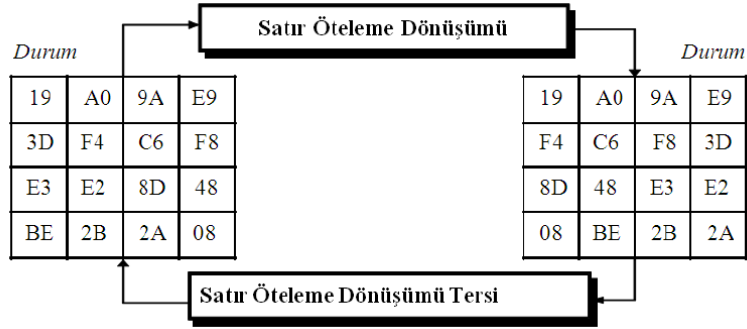 Satır Öteleme Dönüşümü
Durum Durum
19 A0 9A E9 19 A0 9A E9
3D F4 C6 F8 F4 C6 F8 3D
E3 E2 8D 48 8D 48 E3 E2
BE 2B 2A 08 08 BE 2B 2A
Satır Öteleme Dönüşümü Tersi